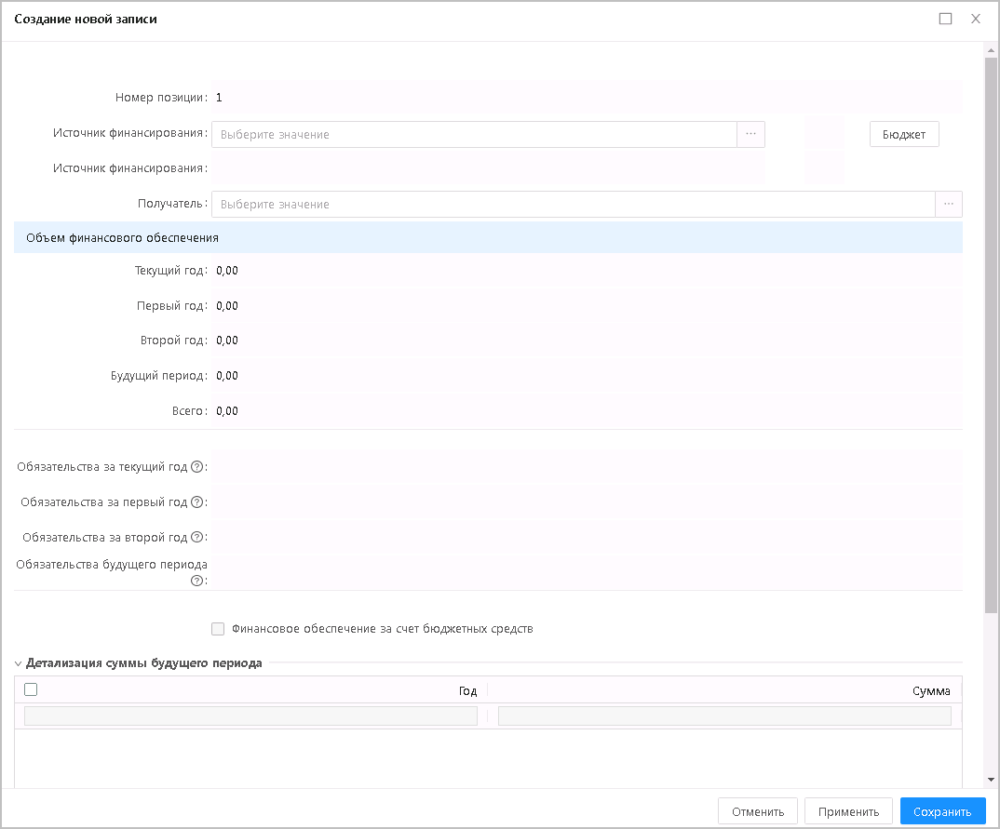 Создание новой записи
Номер позиции: 1
Источник финансирования: Выберите значение ... Бюджет
Источник финансирования:
Получатель: Выберите значение ...
Объем финансового обеспечения
Текущий год: 0,00
Первый год: 0,00
Второй год: 0,00
Будущий период: 0,00
Всего: 0,00
Обязательства за текущий год ?:
Обязательства за первый год ?:
Обязательства за второй год ?:
Обязательства будущего периода
?:
Финансовое обеспечение за счет бюджетных средств
Детализация суммы будущего периода
Год Сумма
Отменить Применить Сохранить